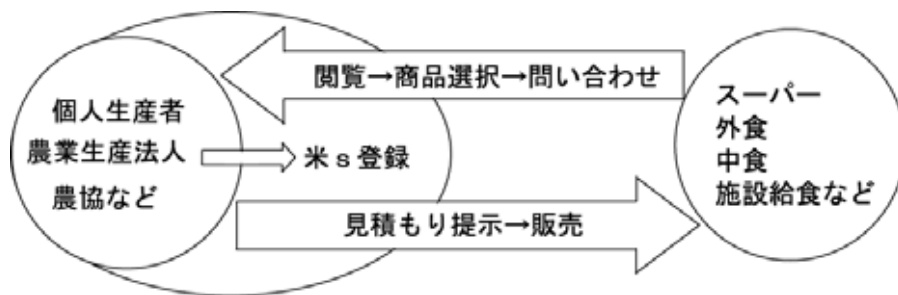 閲覧→商品選択→問い合わせ
個人生産者
農業生産法人
農協など
米ｓ登録
スーパー
外食
中食
施設給食など
見積もり提示→販売